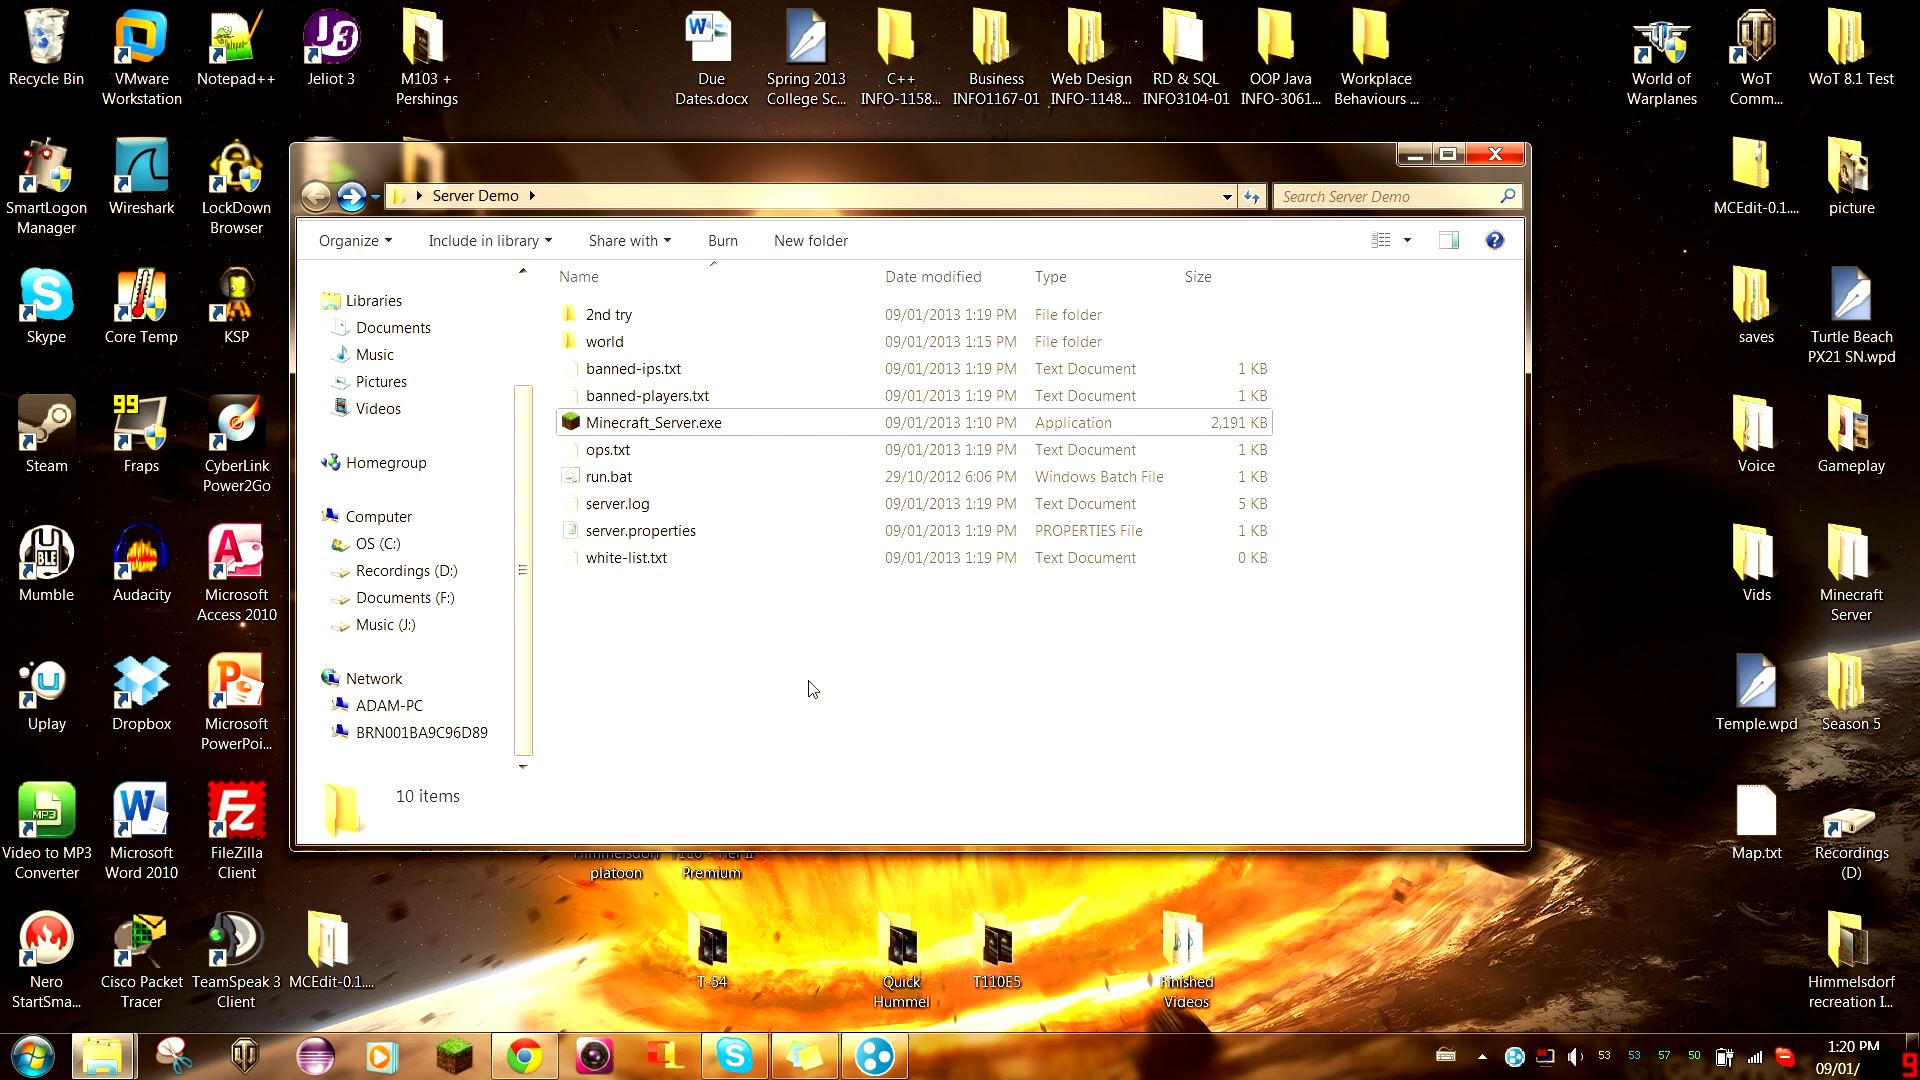 Recycle Bin
VMware Workstation
Notepad++
Jeliot 3
M103 + Pershings
Due Dates.docx
Spring 2013 College Sc...
C++ INFO-1158...
Business INFO1167-01
Web Design INFO-1148...
RD & SQL INFO3104-01
OOP Java INFO-3061...
Workplace Behaviours ...
World of Warplanes
WoT Comm...
WoT 8.1 Test
SmartLogon Manager
Wireshark
LockDown Browser
MCEdit-0.1....
picture
Skype
Core Temp
KSP
saves
Turtle Beach PX21 SN.wpd
99
Steam
Fraps
CyberLink Power2Go
Voice
Gameplay
Mumble
Audacity
Microsoft Access 2010
Vids
Minecraft Server
Uplay
Dropbox
Microsoft PowerPoi...
Temple.wpd
Season 5
MP3
Video to MP3 Converter
Microsoft Word 2010
FileZilla Client
Himmelsdorf platoon
Premium
Map.txt
Recordings (D)
Nero StartSma...
Cisco Packet Tracer
TeamSpeak 3 Client
MCEdit-0.1....
T-54
Quick Hummel
T110E5
Finished Videos
Himmelsdorf recreation I...
Server Demo
Search Server Demo
Organize
Include in library
Share with
Burn
New folder
Name Date modified Type Size
2nd try 09/01/2013 1:19 PM File folder
world 09/01/2013 1:15 PM File folder
banned-ips.txt 09/01/2013 1:19 PM Text Document 1 KB
banned-players.txt 09/01/2013 1:19 PM Text Document 1 KB
Minecraft_Server.exe 09/01/2013 1:10 PM Application 2,191 KB
ops.txt 09/01/2013 1:19 PM Text Document 1 KB
run.bat 29/10/2012 6:06 PM Windows Batch File 1 KB
server.log 09/01/2013 1:19 PM Text Document 5 KB
server.properties 09/01/2013 1:19 PM PROPERTIES File 1 KB
white-list.txt 09/01/2013 1:19 PM Text Document 0 KB
Libraries
Documents
Music
Pictures
Videos
Homegroup
Computer
OS (C:)
Recordings (D:)
Documents (F:)
Music (J:)
Network
ADAM-PC
BRN001BA9C96D89
10 items
53 53 57 50
1:20 PM
09/01/
9